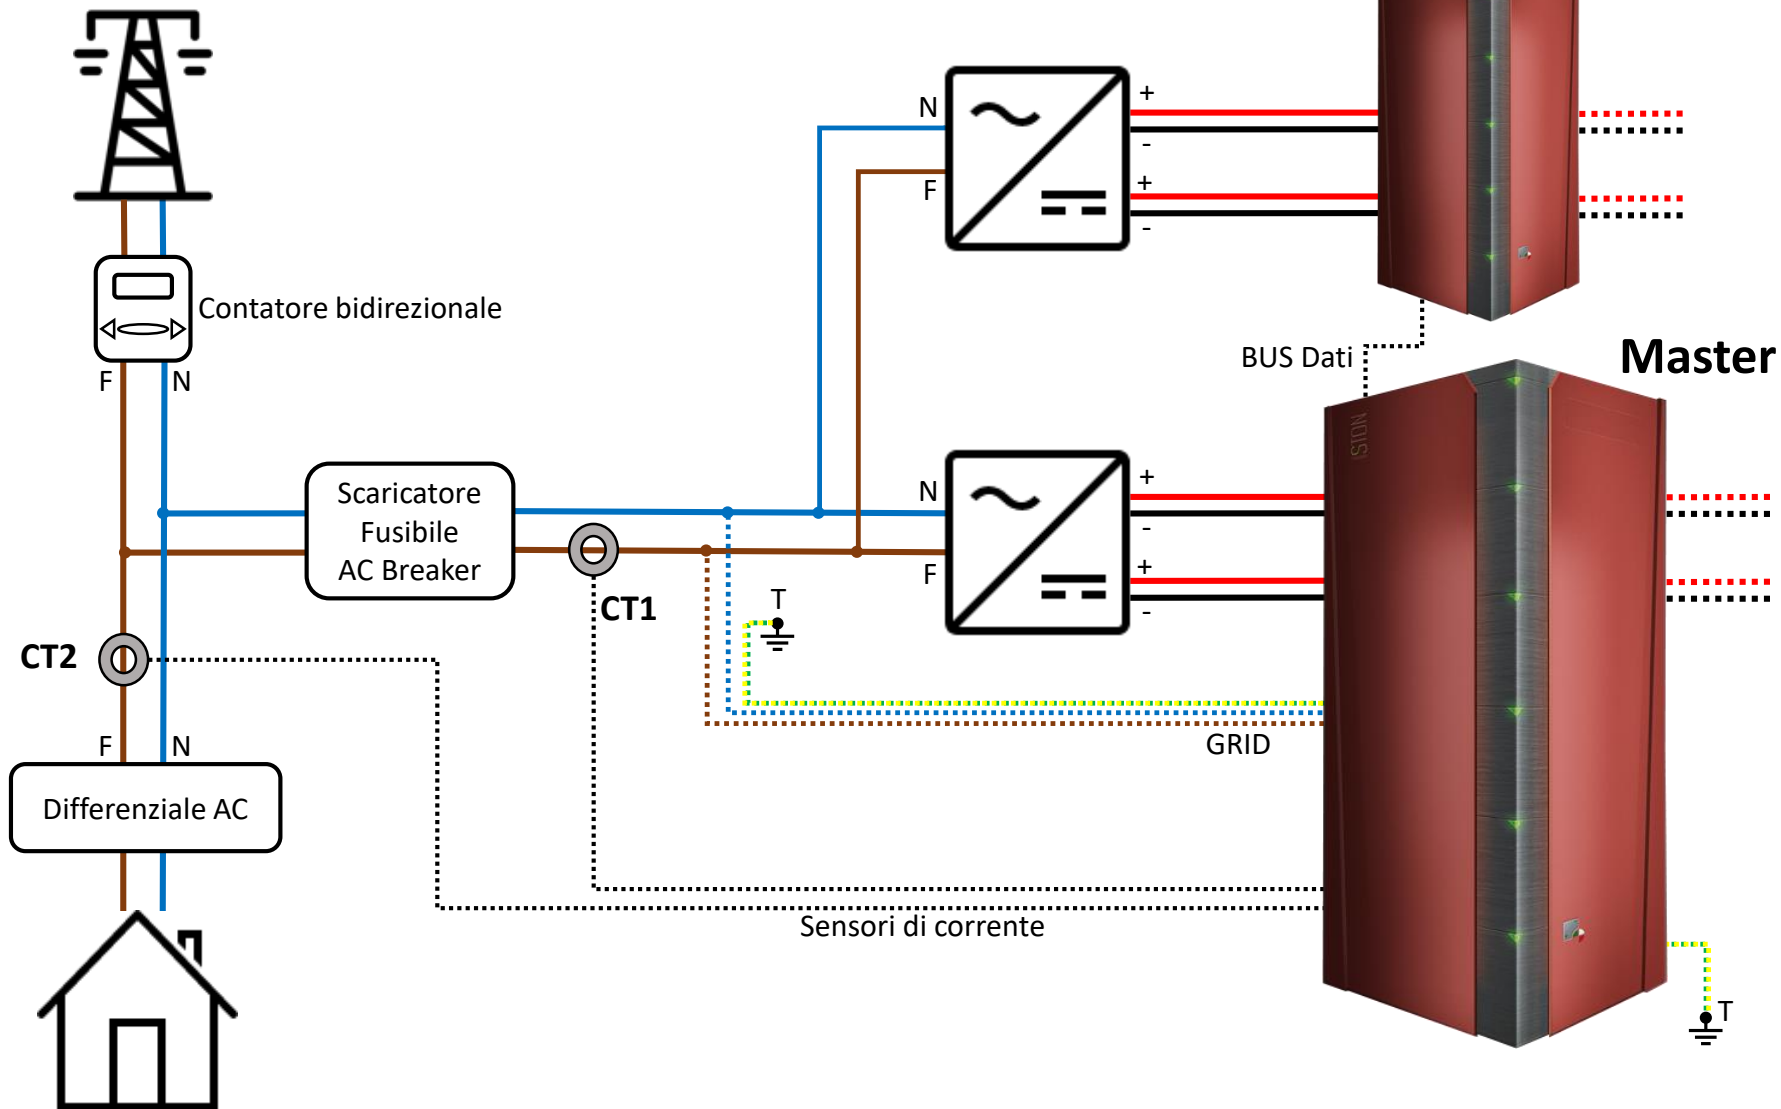 N
F
+
-
+
-
Contatore bidirezionale
F N
BUS Dati
Master
Scaricatore
Fusibile
AC Breaker
N
F
+
-
+
-
CT1
T
CT2
GRID
F N
Differenziale AC
Sensori di corrente
T